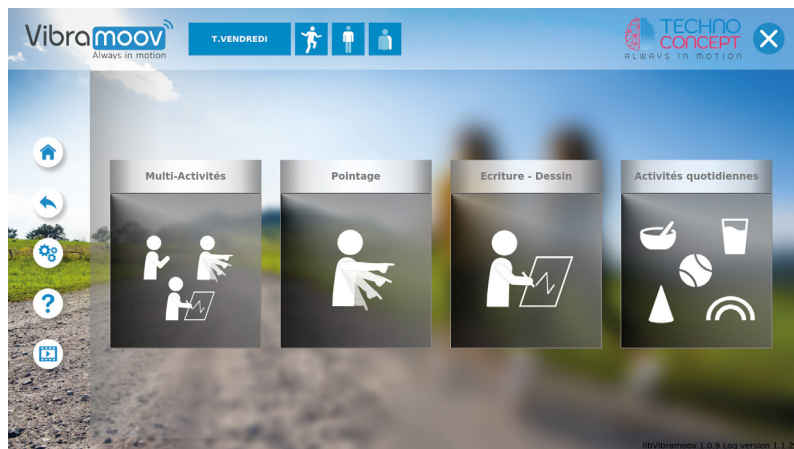 Vibramoov
Always in motion
T.VENDREDI
TECHNO
CONCEPT
ALWAYS IN MOTION
Multi-Activités
Pointage
Ecriture - Dessin
Activités quotidiennes
?
libVibramoov 1.0.9 Log version 1.1.2